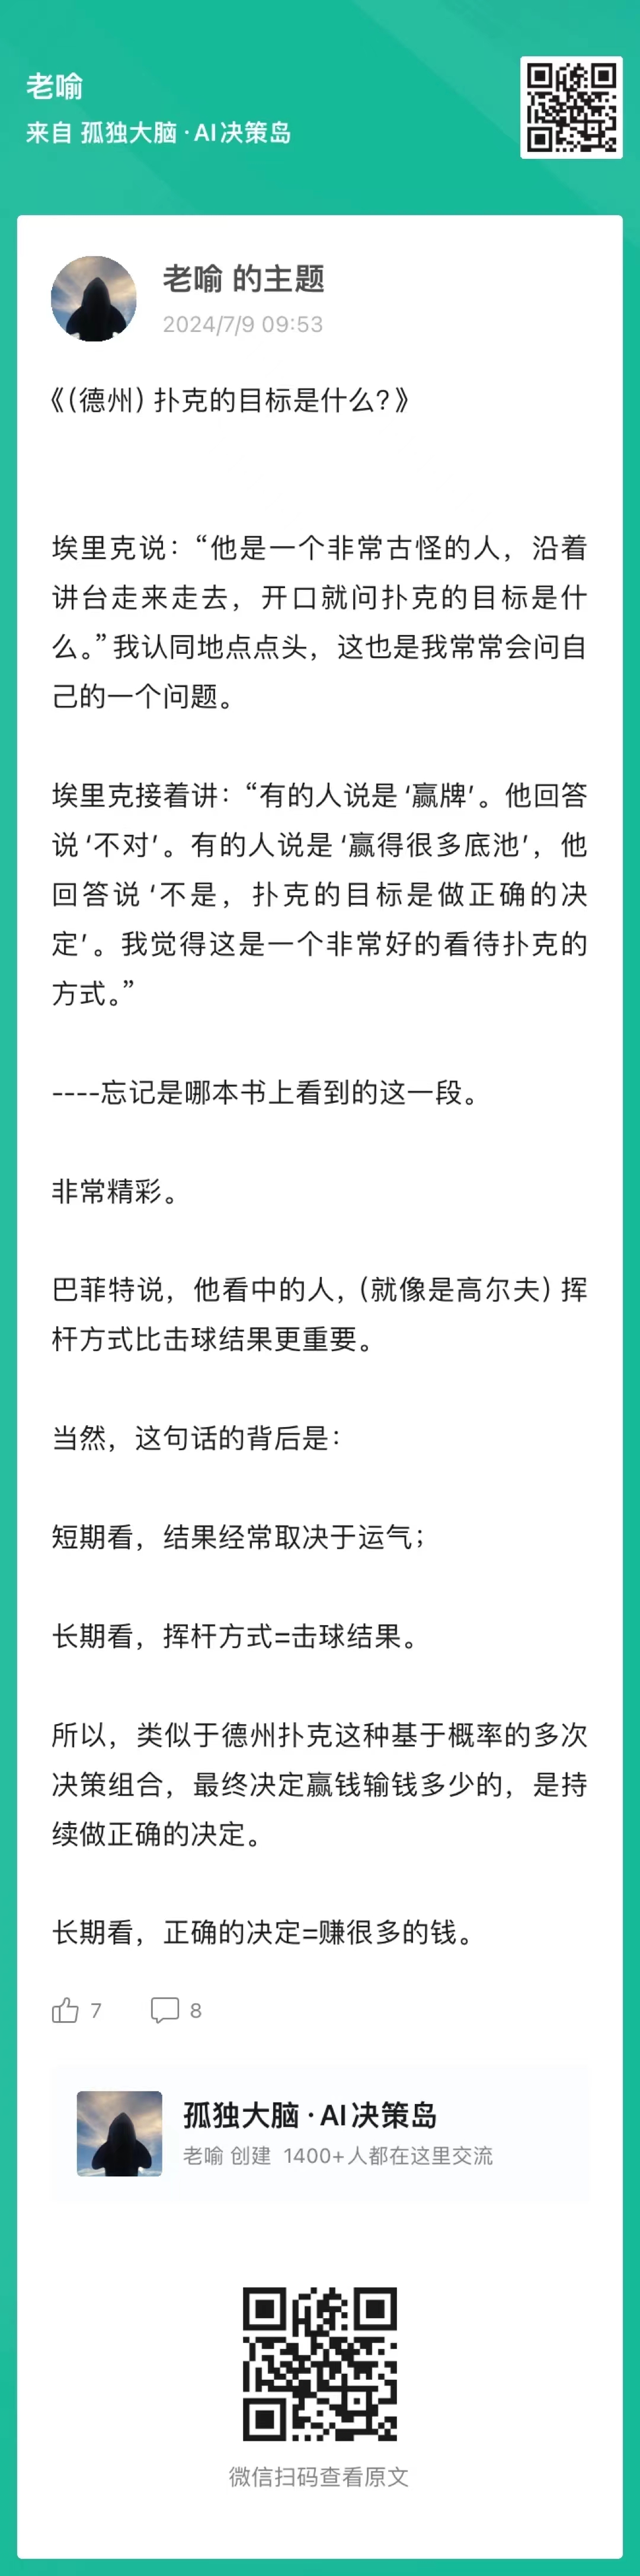 老喻
来自 孤独大脑 · AI决策岛
老喻 的主题
2024/7/9 09:53
《（德州）扑克的目标是什么？》
埃里克说：“他是一个非常古怪的人，沿着
讲台走来走去，开口就问扑克的目标是什
么。”我认同地点点头，这也是我常常会问自
己的一个问题。
埃里克接着讲：“有的人说是 ‘赢牌’。他回答
说 ‘不对’。有的人说是 ‘赢得很多底池’，他
回答说 ‘不是，扑克的目标是做正确的决
定’。我觉得这是一个非常好的看待扑克的
方式。”
----忘记是哪本书上看到的这一段。
非常精彩。
巴菲特说，他看中的人，（就像是高尔夫）挥
杆方式比击球结果更重要。
当然，这句话的背后是：
短期看，结果经常取决于运气；
长期看，挥杆方式=击球结果。
所以，类似于德州扑克这种基于概率的多次
决策组合，最终决定赢钱输钱多少的，是持
续做正确的决定。
长期看，正确的决定=赚很多的钱。
7 8
孤独大脑 · AI决策岛
老喻 创建 1400+人都在这里交流
微信扫码查看原文